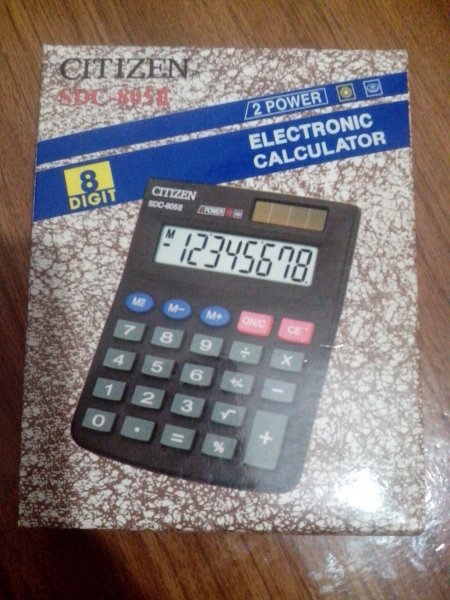 CITIZEN
SDC-805II
2 POWER
ELECTRONIC
CALCULATOR
8
DIGIT
CITIZEN
SDC-805II
2 POWER
M
-12345678.
M- M+ ON/C CE
7 8 9 ÷ ×
4 5 6 +/- −
1 2 3 √ +
0 . = %